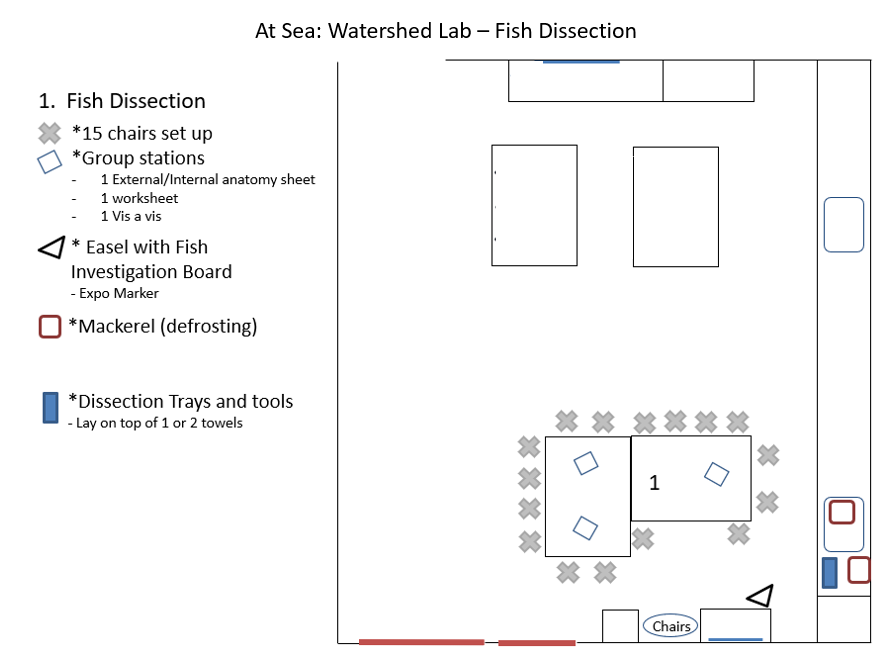 At Sea: Watershed Lab – Fish Dissection
1. Fish Dissection
*15 chairs set up
*Group stations
- 1 External/Internal anatomy sheet
- 1 worksheet
- 1 Vis a vis
* Easel with Fish
Investigation Board
- Expo Marker
*Mackerel (defrosting)
*Dissection Trays and tools
- Lay on top of 1 or 2 towels
1
Chairs